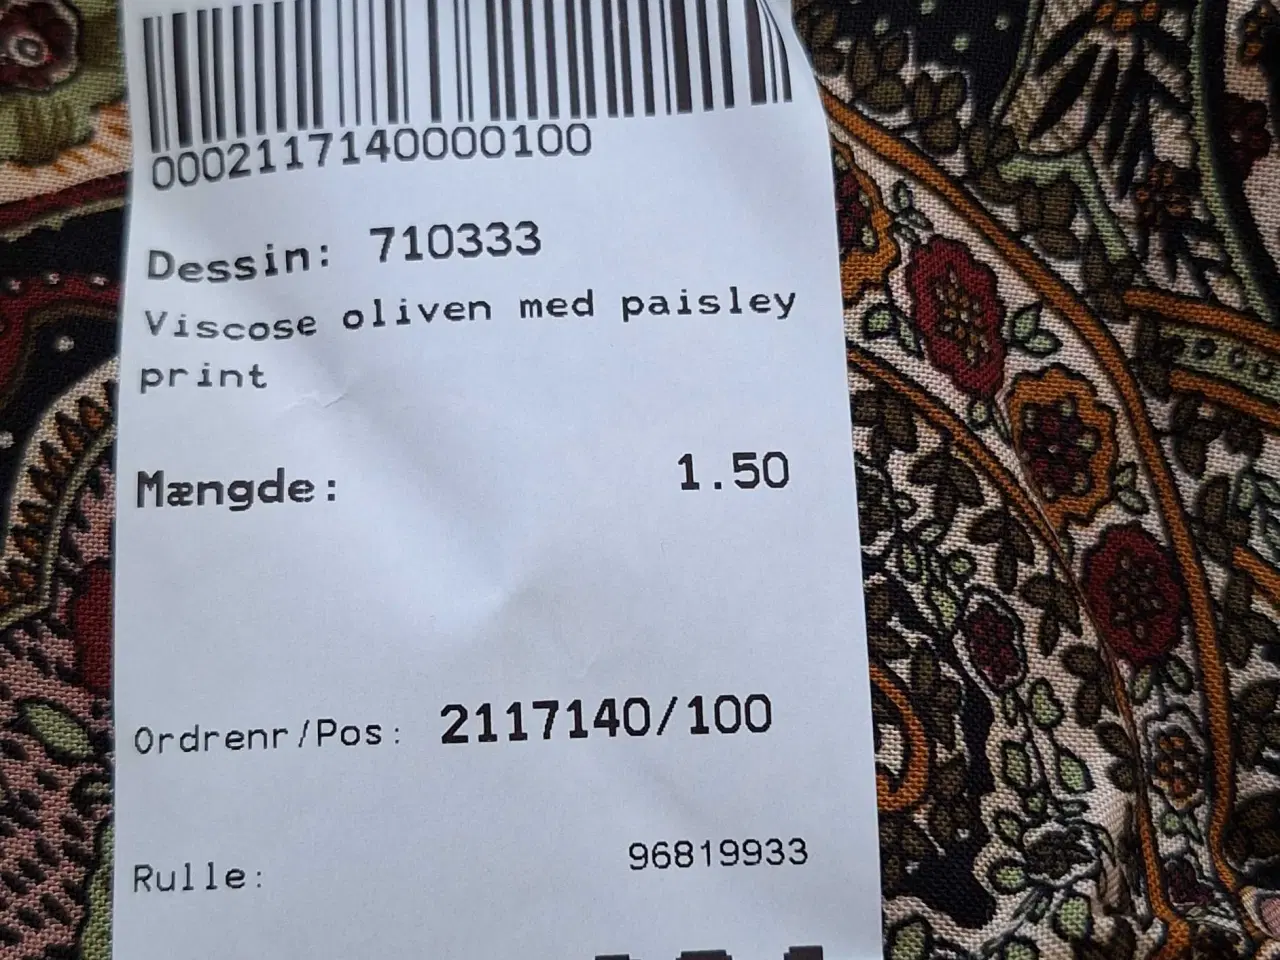 0002117140000100
Dessin: 710333
Viscose oliven med paisley
print
Mængde: 1.50
Ordrenr/Pos: 2117140/100
Rulle: 96819933